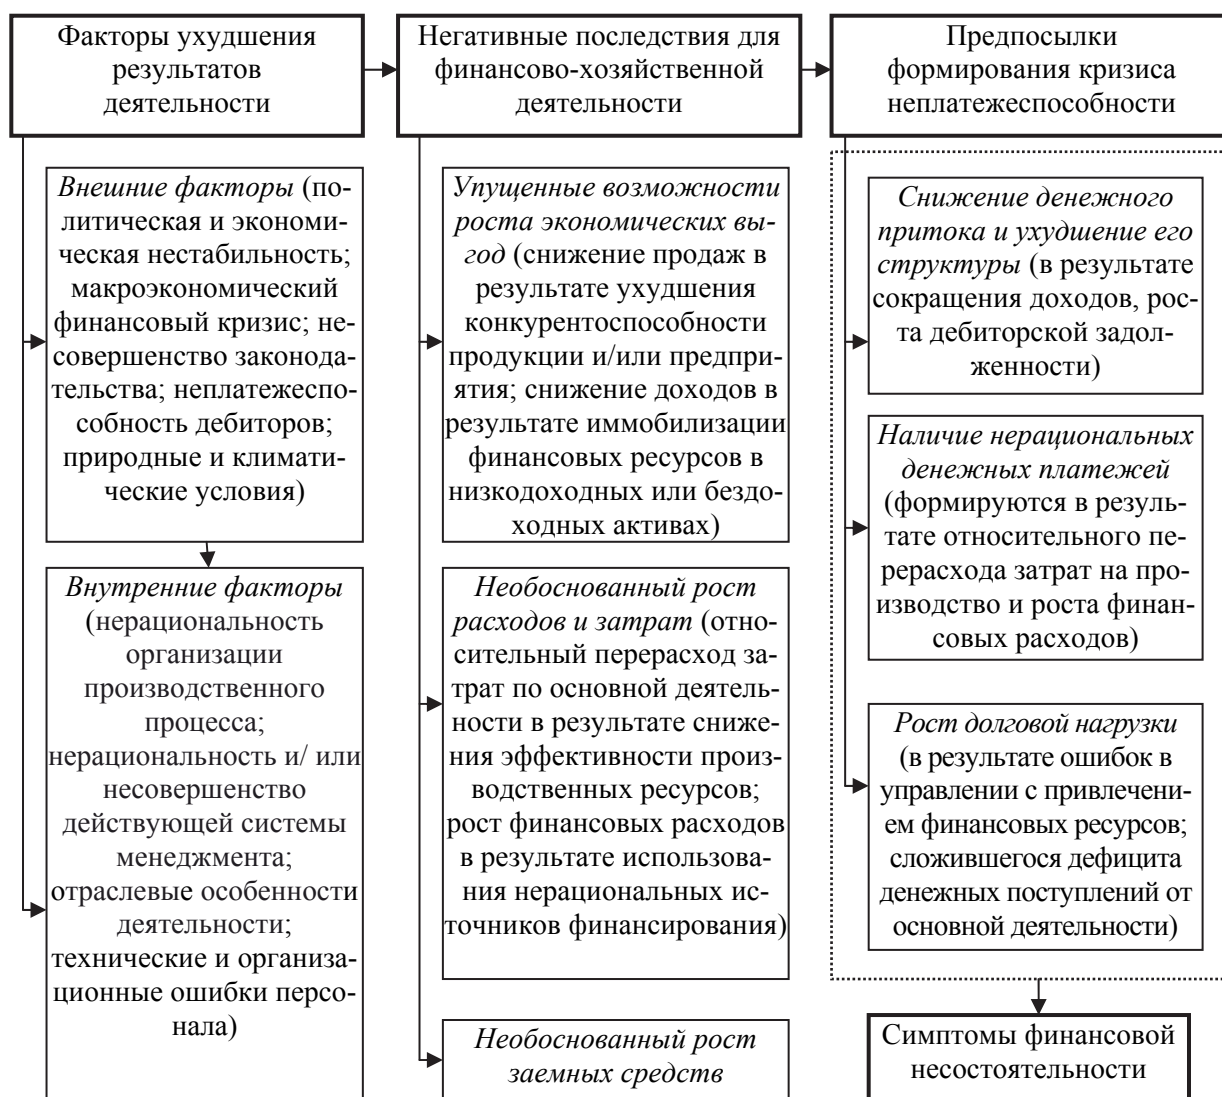 Факторы ухудшения
результатов
деятельности
Негативные последствия для
финансово-хозяйственной
деятельности
Предпосылки
формирования кризиса
неплатежеспособности
Внешние факторы (по-
литическая и экономи-
ческая нестабильность;
макроэкономический
финансовый кризис; не-
совершенство законода-
тельства; неплатежеспо-
собность дебиторов;
природные и климати-
ческие условия)
Внутренние факторы
(нерациональность
организации
производственного
процесса;
нерациональность и/ или
несовершенство
действующей системы
менеджмента;
отраслевые особенности
деятельности;
технические и организа-
ционные ошибки персо-
нала)
Упущенные возможности
роста экономических вы-
год (снижение продаж в
результате ухудшения
конкурентоспособности
продукции и/или предпри-
ятия; снижение доходов в
результате иммобилизации
финансовых ресурсов в
низкодоходных или бездо-
ходных активах)
Необоснованный рост
расходов и затрат (отно-
сительный перерасход за-
трат по основной деятель-
ности в результате сниже-
ния эффективности произ-
водственных ресурсов;
рост финансовых расходов
в результате использова-
ния нерациональных ис-
точников финансирования)
Необоснованный рост
заемных средств
Снижение денежного
притока и ухудшение его
структуры (в результате
сокращения доходов, рос-
та дебиторской задол-
женности)
Наличие нерациональных
денежных платежей
(формируются в резуль-
тате относительного пе-
рерасхода затрат на про-
изводство и роста финан-
совых расходов)
Рост долговой нагрузки
(в результате ошибок в
управлении с привлечени-
ем финансовых ресурсов;
сложившегося дефицита
денежных поступлений от
основной деятельности)
Симптомы финансовой
несостоятельности